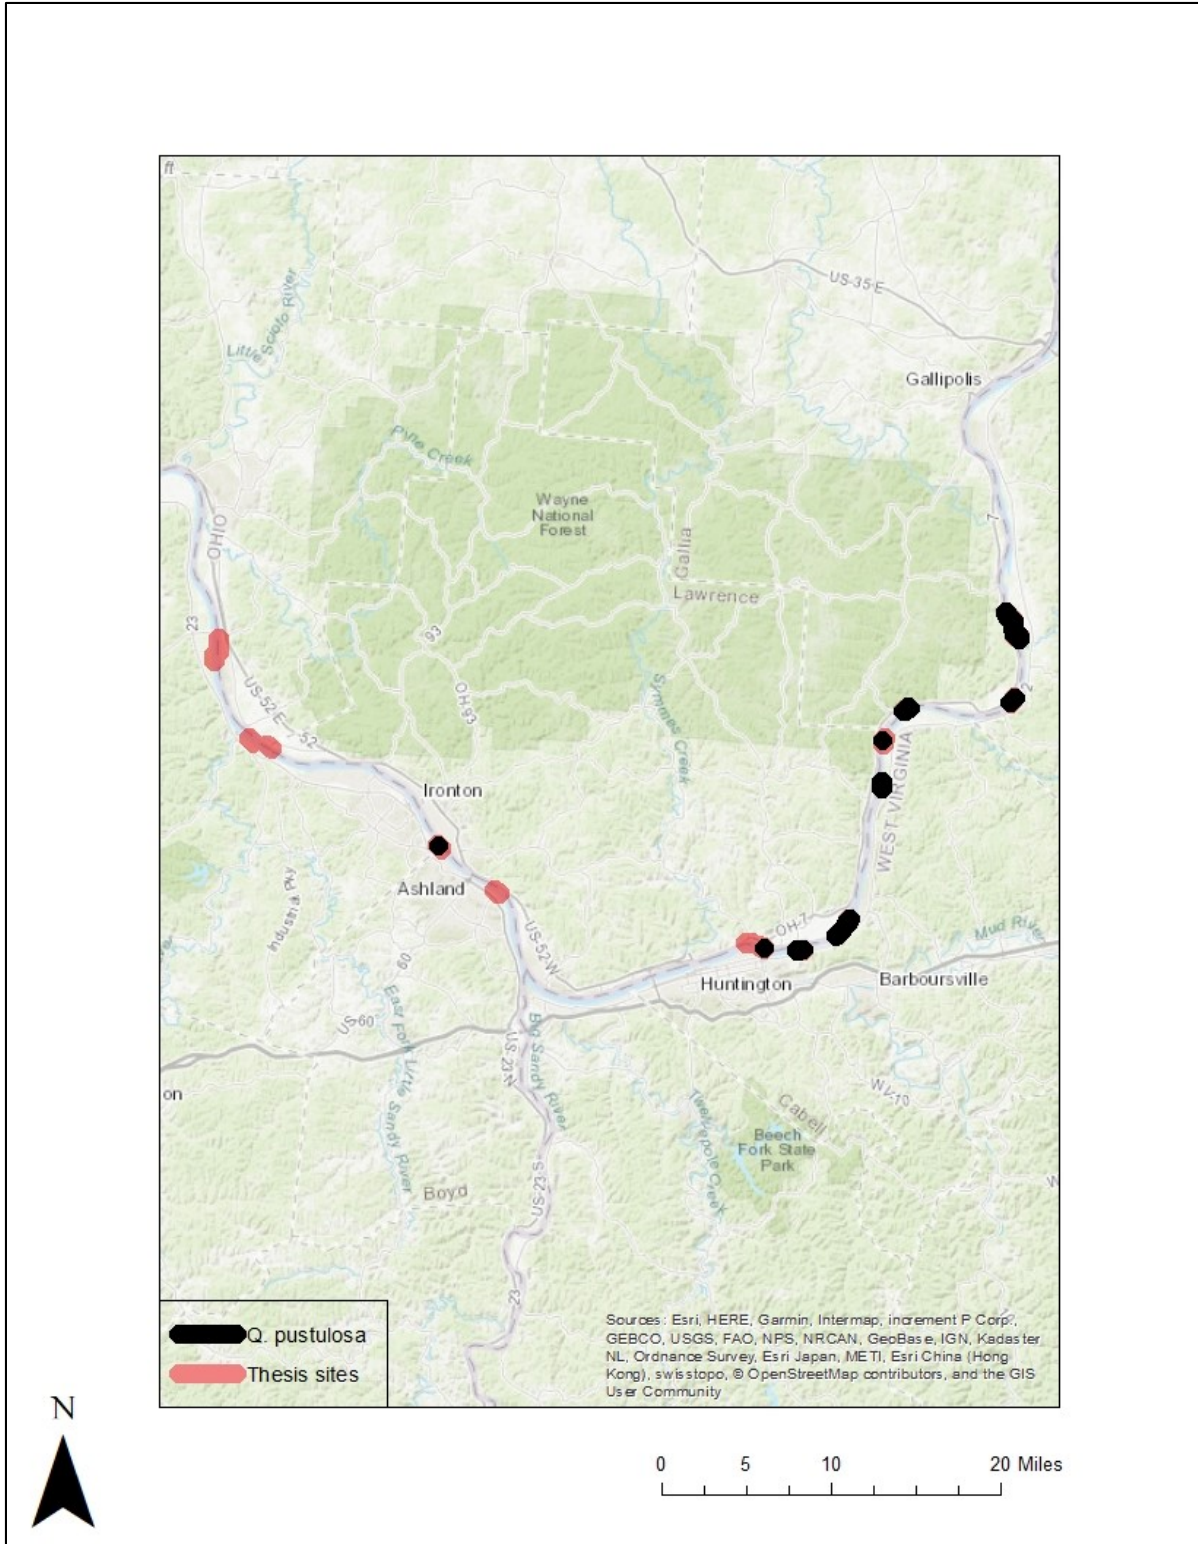 ft
US-35 E
Little Scioto River
Gallipolis
Wayne
National
Forest
7
OHIO
Gallia
Lawrence
23
93
2
US-52 E
52
OH-93
Symmes Creek
Ironton
WEST VIRGINIA
Industrial Pky
Ashland
US-52 W
OH-7
Mud River
60
Huntington
Barboursville
US-60
East Fork Little Sandy River
US-23-N
Big Sandy River
on
Twelvepole Creek
Cabell
Beech
Fork State
Park
Boyd
US-23-S
W
23
Q. pustulosa
Thesis sites
Sources: Esri, HERE, Garmin, Intermap, increment P Corp.,
GEBCO, USGS, FAO, NPS, NRCAN, GeoBase, IGN, Kadaster
NL, Ordnance Survey, Esri Japan, METI, Esri China (Hong
Kong), swisstopo, © OpenStreetMap contributors, and the GIS
User Community
N
0 5 10 20 Miles